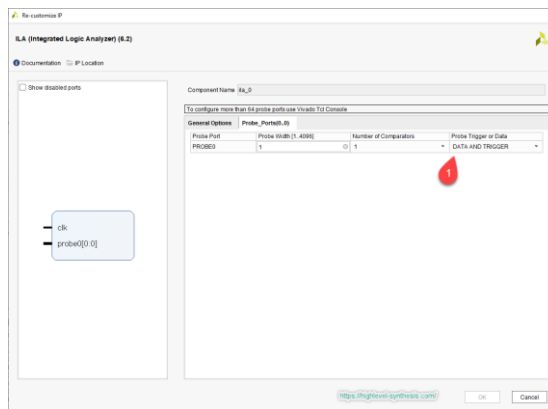 Re-customize IP
ILA (Integrated Logic Analyzer) (6.2)
Documentation IP Location
Show disabled ports
Component Name ila_0
To configure more than 64 probe ports use Vivado Tcl Console
General Options Probe_Ports(0..0)
Probe Port Probe Width [1..4096] Number of Comparators Probe Trigger or Data
PROBE0 1 1 DATA AND TRIGGER
1
clk
probe0[0:0]
https://highlevel-synthesis.com/
OK Cancel